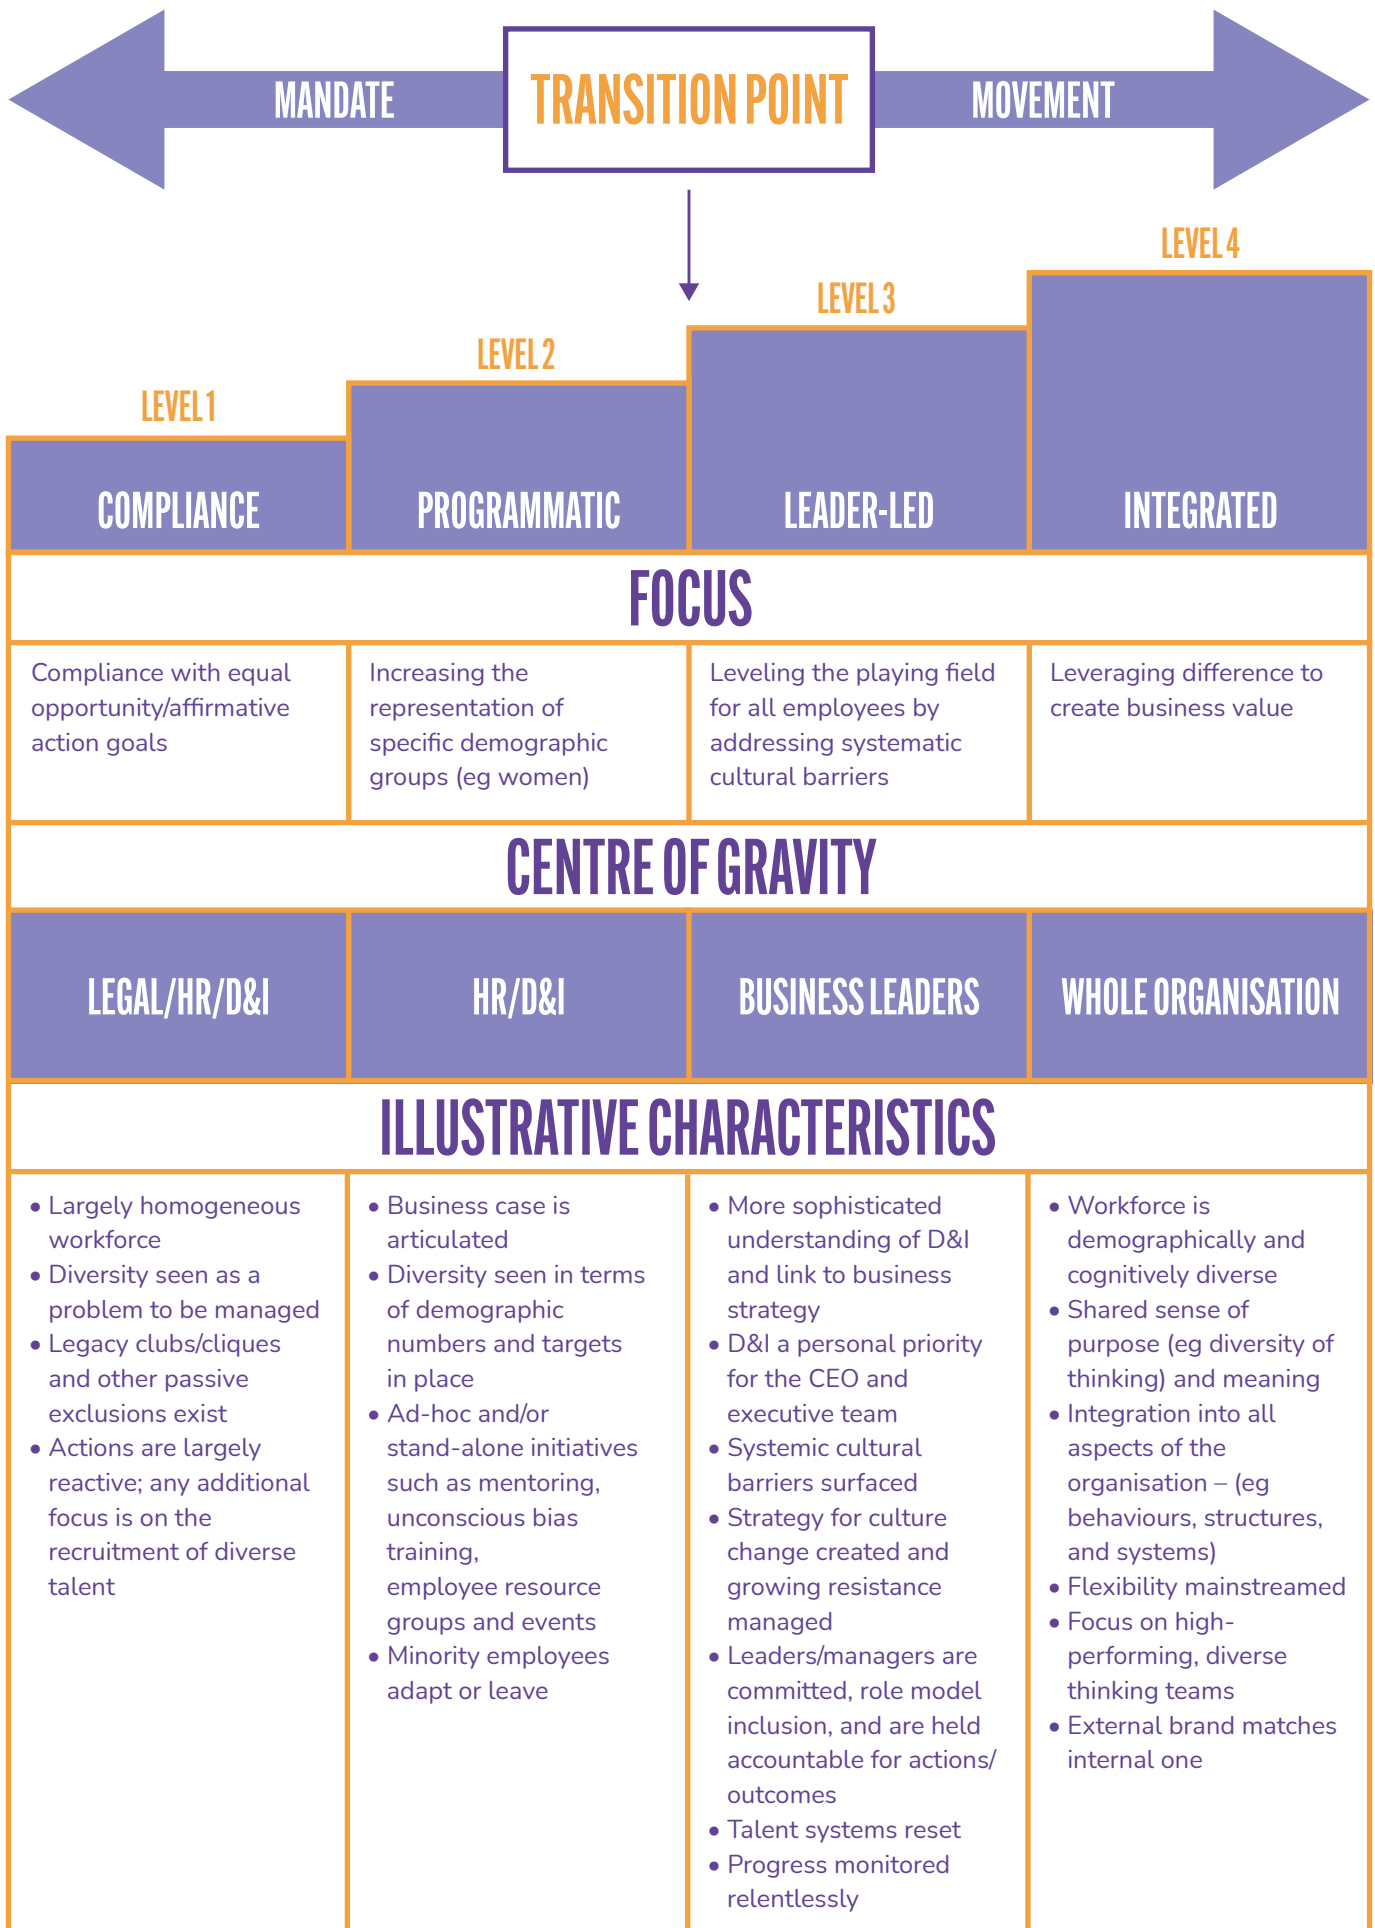 MANDATE
TRANSITION POINT
MOVEMENT
LEVEL 1
LEVEL 2
LEVEL 3
LEVEL 4
COMPLIANCE
PROGRAMMATIC
LEADER-LED
INTEGRATED
FOCUS
Compliance with equal
opportunity/affirmative
action goals
Increasing the
representation of
specific demographic
groups (eg women)
Leveling the playing field
for all employees by
addressing systematic
cultural barriers
Leveraging difference to
create business value
CENTRE OF GRAVITY
LEGAL/HR/D&I
HR/D&I
BUSINESS LEADERS
WHOLE ORGANISATION
ILLUSTRATIVE CHARACTERISTICS
• Largely homogeneous
workforce
• Diversity seen as a
problem to be managed
• Legacy clubs/cliques
and other passive
exclusions exist
• Actions are largely
reactive; any additional
focus is on the
recruitment of diverse
talent
• Business case is
articulated
• Diversity seen in terms
of demographic
numbers and targets
in place
• Ad-hoc and/or
stand-alone initiatives
such as mentoring,
unconscious bias
training,
employee resource
groups and events
• Minority employees
adapt or leave
• More sophisticated
understanding of D&I
and link to business
strategy
• D&I a personal priority
for the CEO and
executive team
• Systemic cultural
barriers surfaced
• Strategy for culture
change created and
growing resistance
managed
• Leaders/managers are
committed, role model
inclusion, and are held
accountable for actions/
outcomes
• Talent systems reset
• Progress monitored
relentlessly
• Workforce is
demographically and
cognitively diverse
• Shared sense of
purpose (eg diversity of
thinking) and meaning
• Integration into all
aspects of the
organisation – (eg
behaviours, structures,
and systems)
• Flexibility mainstreamed
• Focus on high-
performing, diverse
thinking teams
• External brand matches
internal one